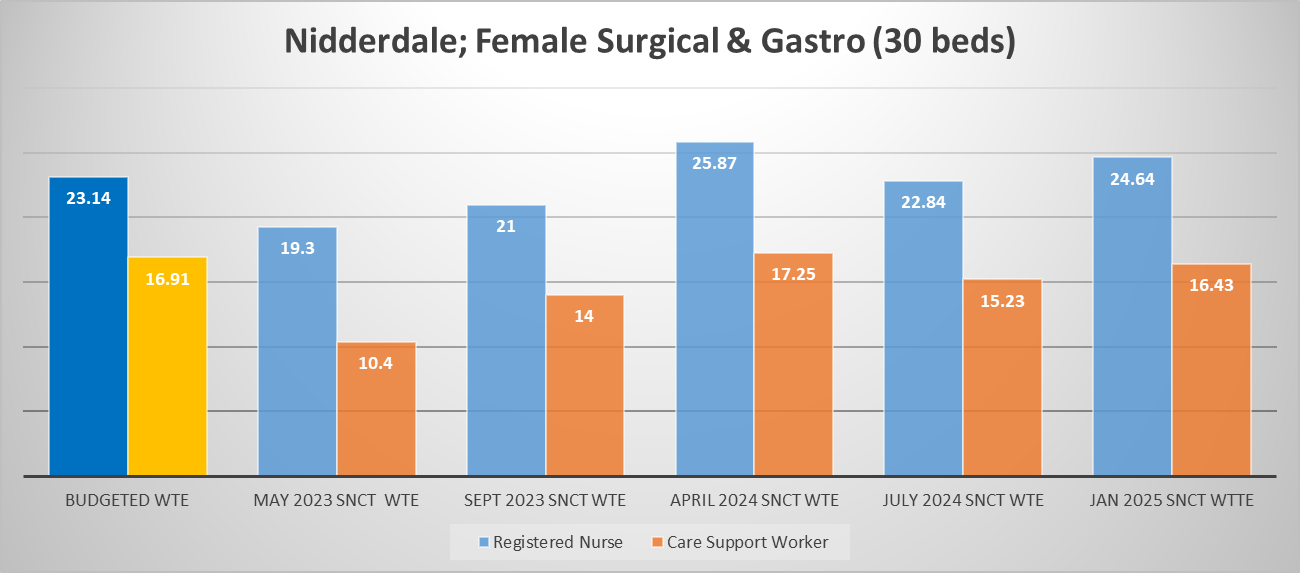 Nidderdale; Female Surgical & Gastro (30 beds)
23.14
16.91
19.3
10.4
21
14
25.87
17.25
22.84
15.23
24.64
16.43
BUDGETED WTE
MAY 2023 SNCT  WTE
SEPT 2023 SNCT WTE
APRIL 2024 SNCT WTE
JULY 2024 SNCT WTE
JAN 2025 SNCT WTTE
Registered Nurse
Care Support Worker